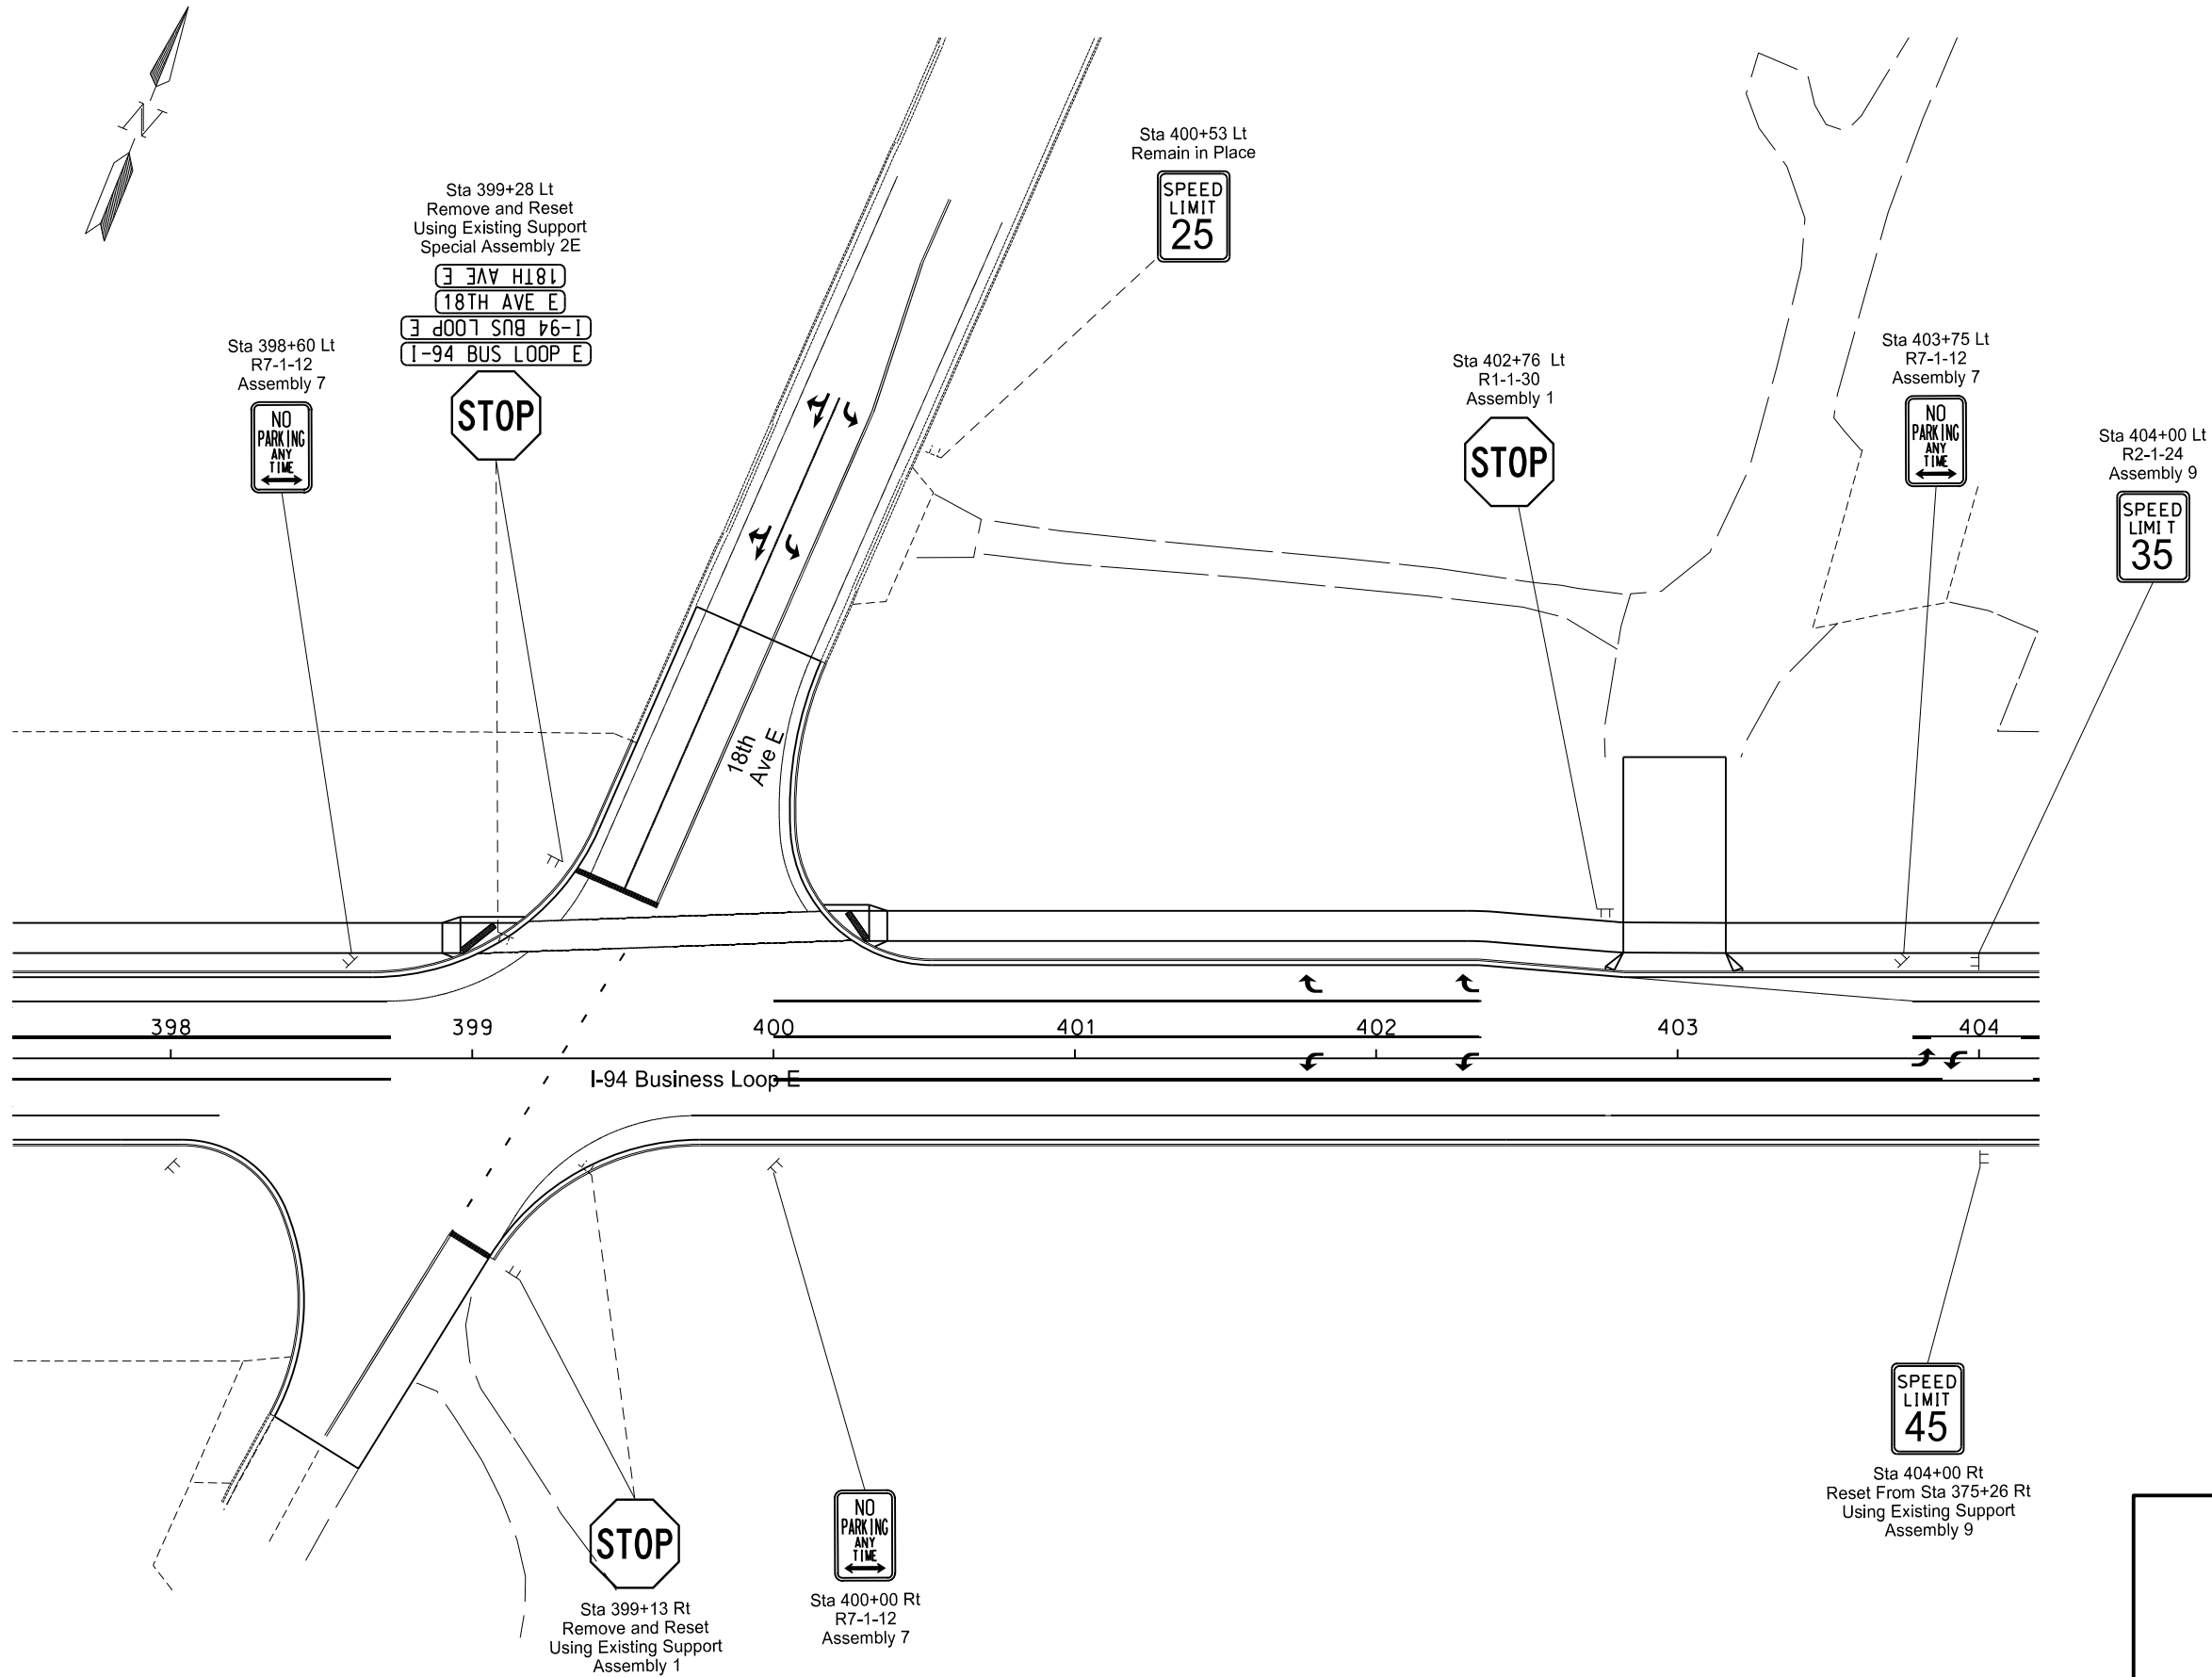 N
Sta 399+28 Lt
Remove and Reset
Using Existing Support
Special Assembly 2E
18TH AVE E
18TH AVE E
I-94 BUS LOOP E
I-94 BUS LOOP E
STOP
Sta 398+60 Lt
R7-1-12
Assembly 7
NO
PARKING
ANY
TIME
Sta 400+53 Lt
Remain in Place
SPEED
LIMIT
25
Sta 402+76 Lt
R1-1-30
Assembly 1
STOP
Sta 403+75 Lt
R7-1-12
Assembly 7
NO
PARKING
ANY
TIME
Sta 404+00 Lt
R2-1-24
Assembly 9
SPEED
LIMIT
35
18th
Ave E
398
399
400
401
402
403
404
I-94 Business Loop E
STOP
Sta 399+13 Rt
Remove and Reset
Using Existing Support
Assembly 1
NO
PARKING
ANY
TIME
Sta 400+00 Rt
R7-1-12
Assembly 7
SPEED
LIMIT
45
Sta 404+00 Rt
Reset From Sta 375+26 Rt
Using Existing Support
Assembly 9